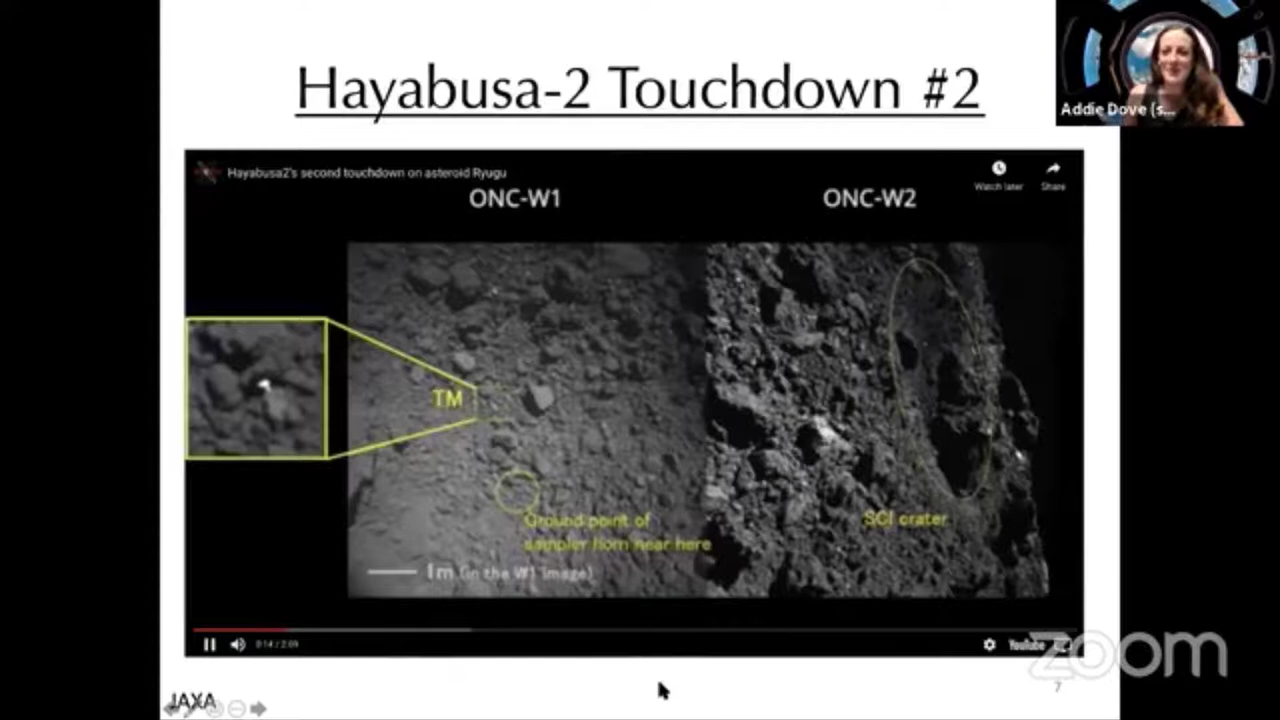 Hayabusa-2 Touchdown #2
Addie Dove (s...
Hayabusa2's second touchdown on asteroid Ryugu
Watch later
Share
ONC-W1
ONC-W2
TM
Ground point of
sampler horn near here
SCI crater
1m (in the W1 image)
0:14 / 2:09
YouTube
zoom
7
JAXA